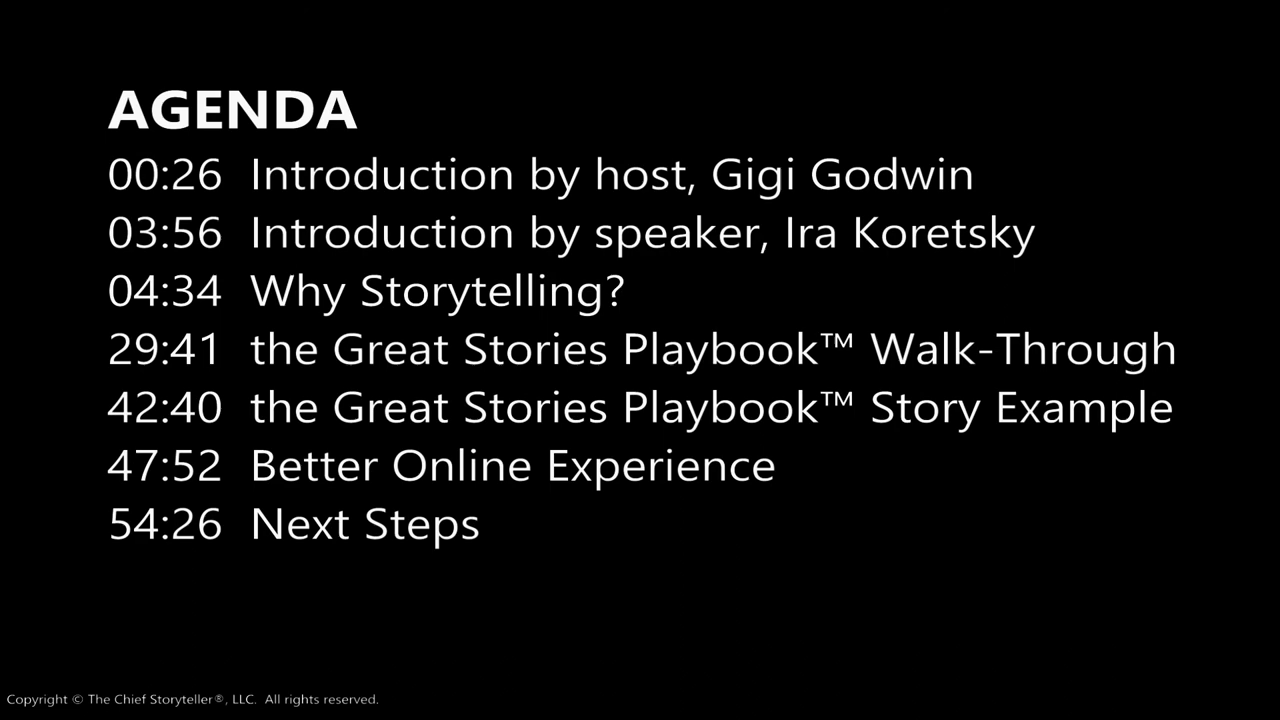 AGENDA
00:26 Introduction by host, Gigi Godwin
03:56 Introduction by speaker, Ira Koretsky
04:34 Why Storytelling?
29:41 the Great Stories Playbook™ Walk-Through
42:40 the Great Stories Playbook™ Story Example
47:52 Better Online Experience
54:26 Next Steps
Copyright © The Chief Storyteller®, LLC. All rights reserved.